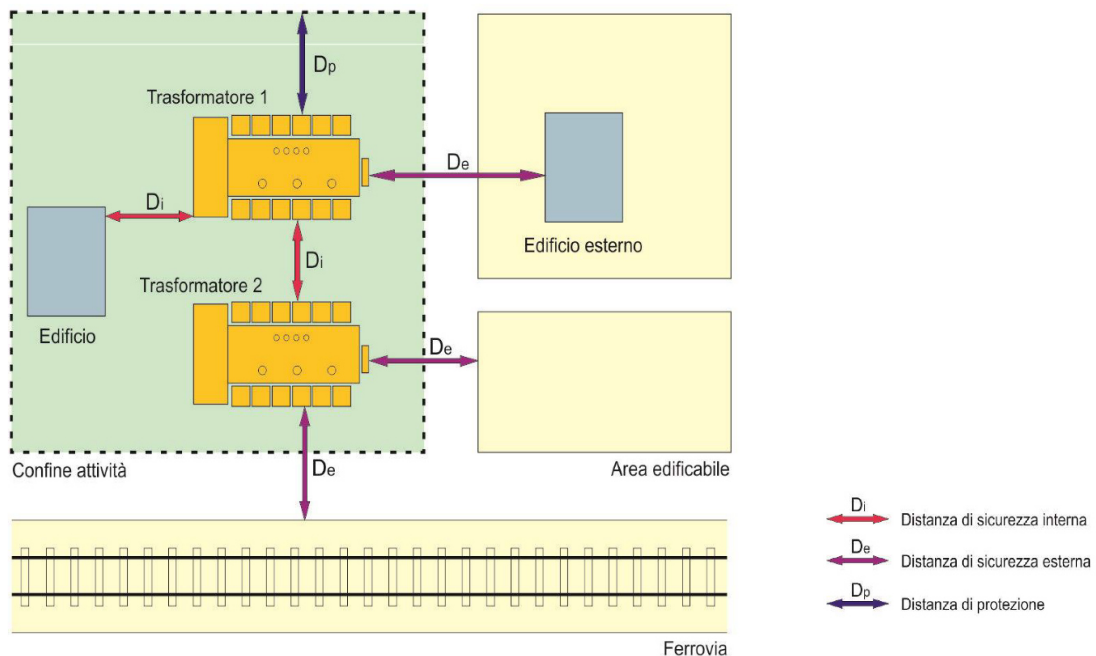 Dp
Trasformatore 1
De
Di
Edificio esterno
Di
Trasformatore 2
Edificio
De
Confine attività
De
Area edificabile
Di Distanza di sicurezza interna
De Distanza di sicurezza esterna
Dp Distanza di protezione
Ferrovia